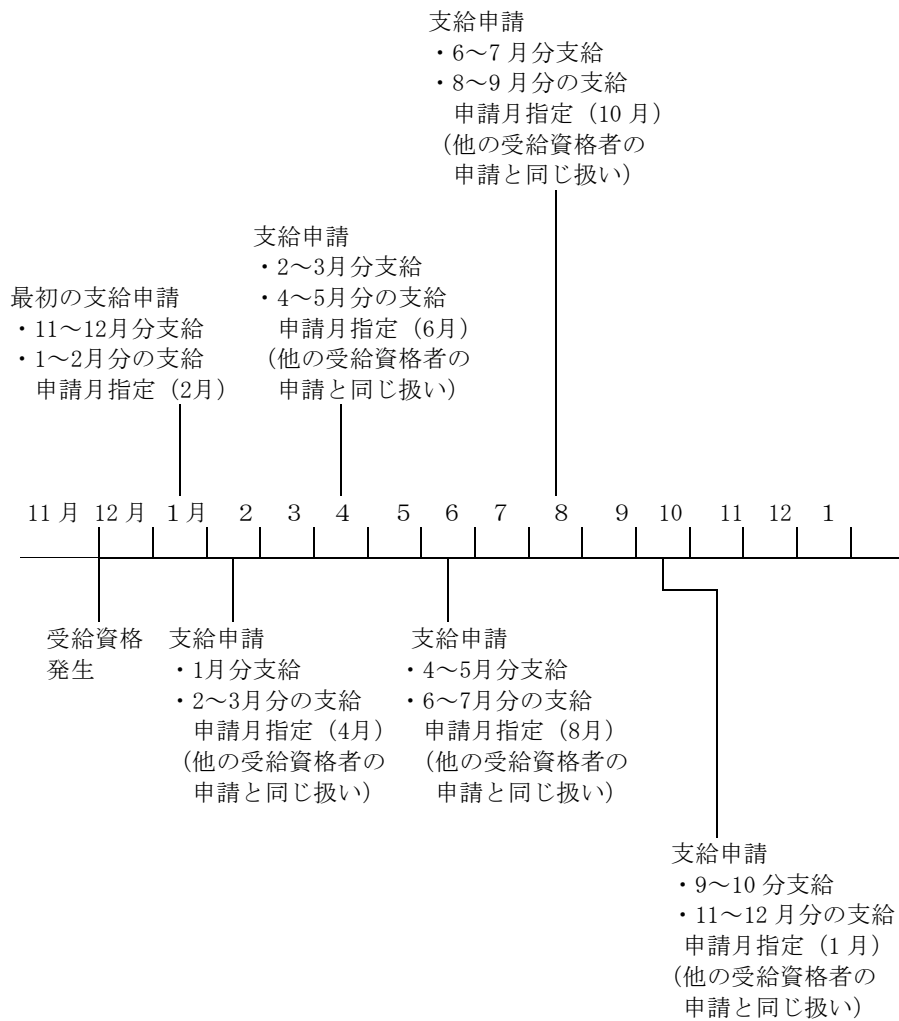 支給申請
・6~7 月分支給
・8~9 月分の支給
申請月指定（10 月）
（他の受給資格者の
申請と同じ扱い）
支給申請
・2~3月分支給
・4~5月分の支給
申請月指定（6月）
（他の受給資格者の
申請と同じ扱い）
最初の支給申請
・11~12月分支給
・1~2月分の支給
申請月指定（2月）
11 月 12 月 1 月 2 3 4 5 6 7 8 9 10 11 12 1
受給資格
発生
支給申請
・1月分支給
・2~3月分の支給
申請月指定（4月）
（他の受給資格者の
申請と同じ扱い）
支給申請
・4~5月分支給
・6~7月分の支給
申請月指定（8月）
（他の受給資格者の
申請と同じ扱い）
支給申請
・9~10 分支給
・11~12 月分の支給
申請月指定（1 月）
（他の受給資格者の
申請と同じ扱い）